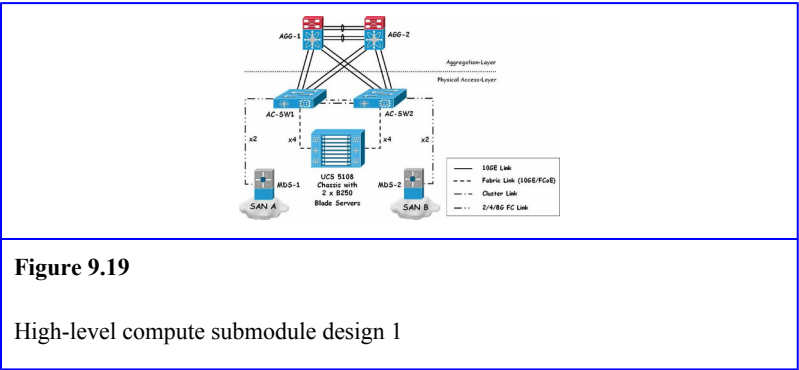 AGG-1
AGG-2
Aggregation-Layer
Physical Access-Layer
AC-SW1
AC-SW2
x2
x4
x4
x2
UCS 5108
Chassis with
2 x B250
Blade Servers
MDS-1
MDS-2
SAN A
SAN B
10GE Link
Fabric Link (10GE/FCoE)
Cluster Link
2/4/8G FC Link
Figure 9.19
High-level compute submodule design 1